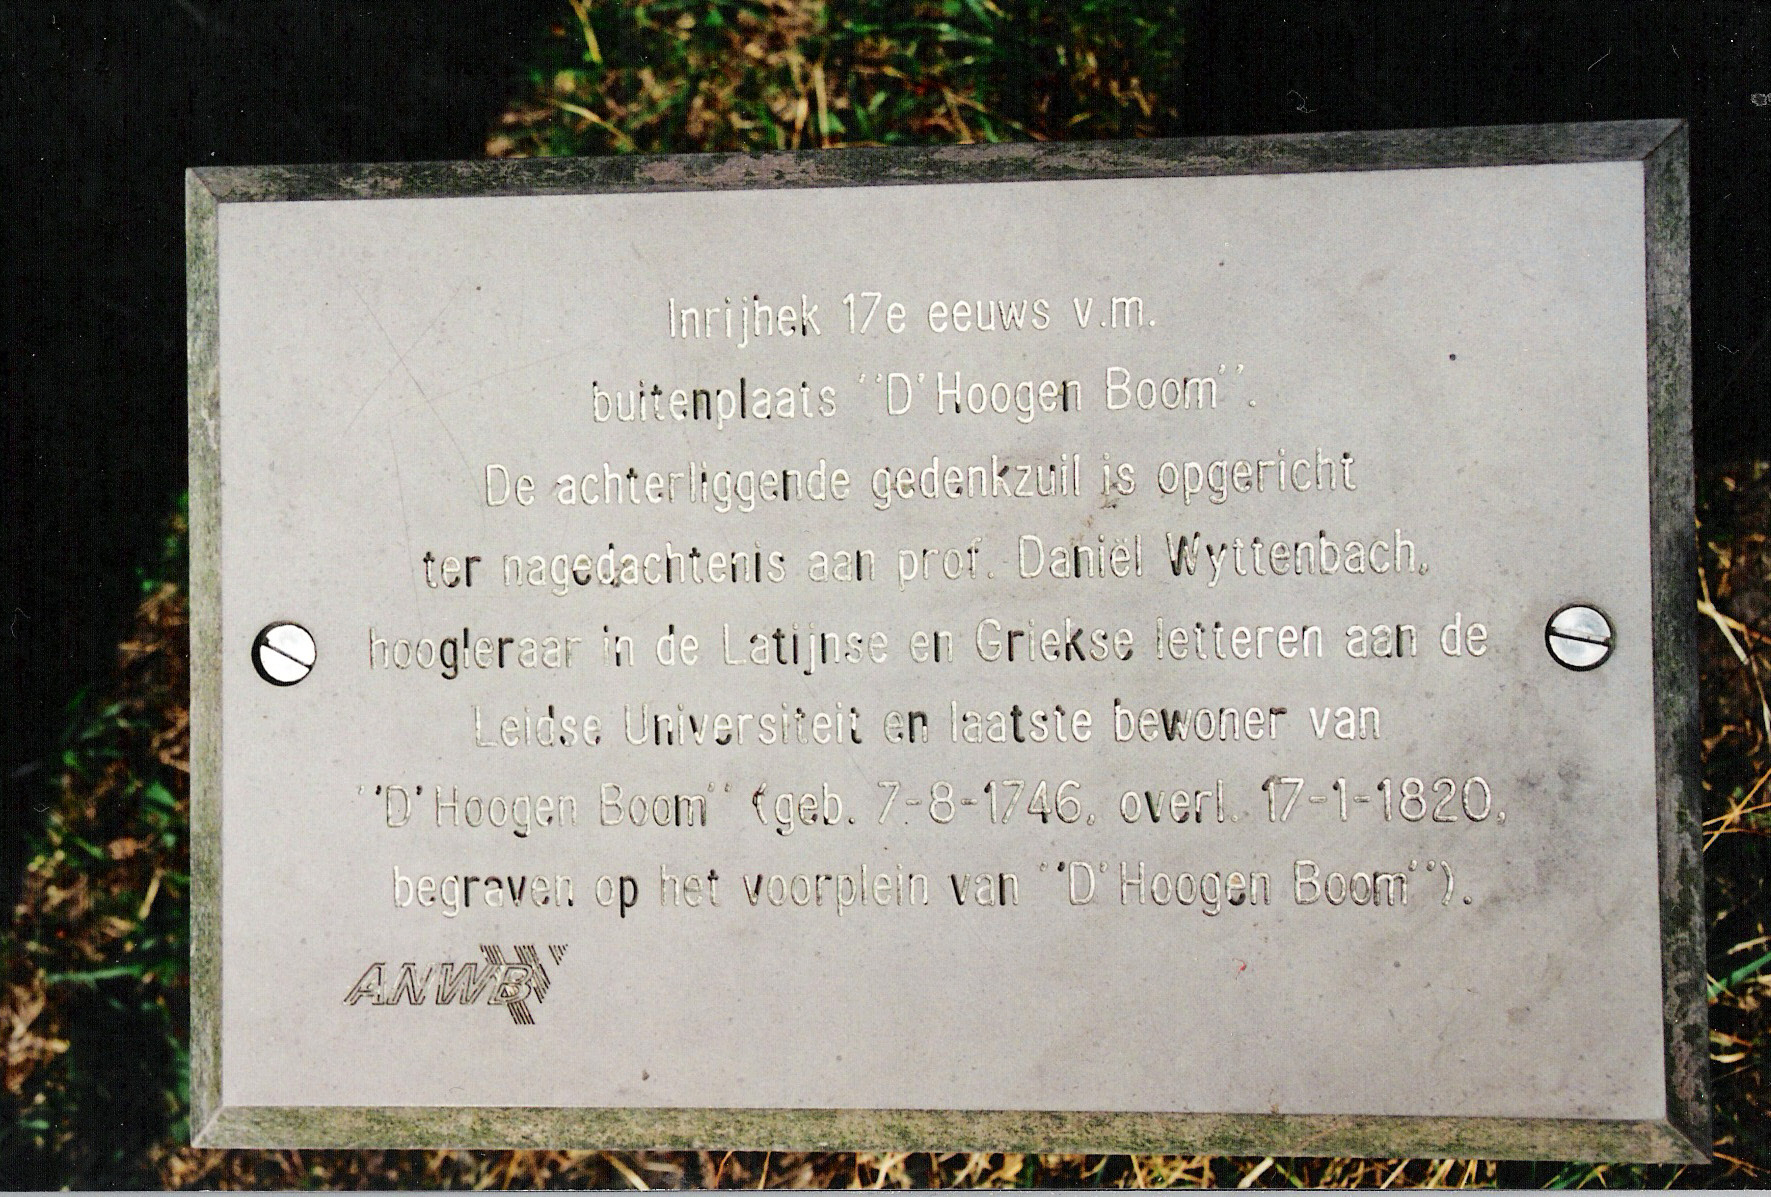 Inrijhek 17e eeuws v.m.
buitenplaats "D'Hoogen Boom".
De achterliggende gedenkzuil is opgericht
ter nagedachtenis aan prof. Daniël Wyttenbach,
hoogleraar in de Latijnse en Griekse letteren aan de
Leidse Universiteit en laatste bewoner van
"D'Hoogen Boom" (geb. 7-8-1746, overl. 17-1-1820,
begraven op het voorplein van "D'Hoogen Boom").
ANWB